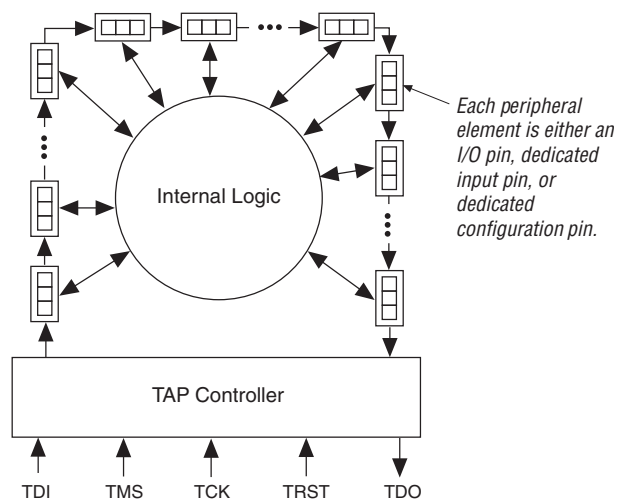 Each peripheral
element is either an
I/O pin, dedicated
input pin, or
dedicated
configuration pin.
Internal Logic
TAP Controller
TDI TMS TCK TRST TDO